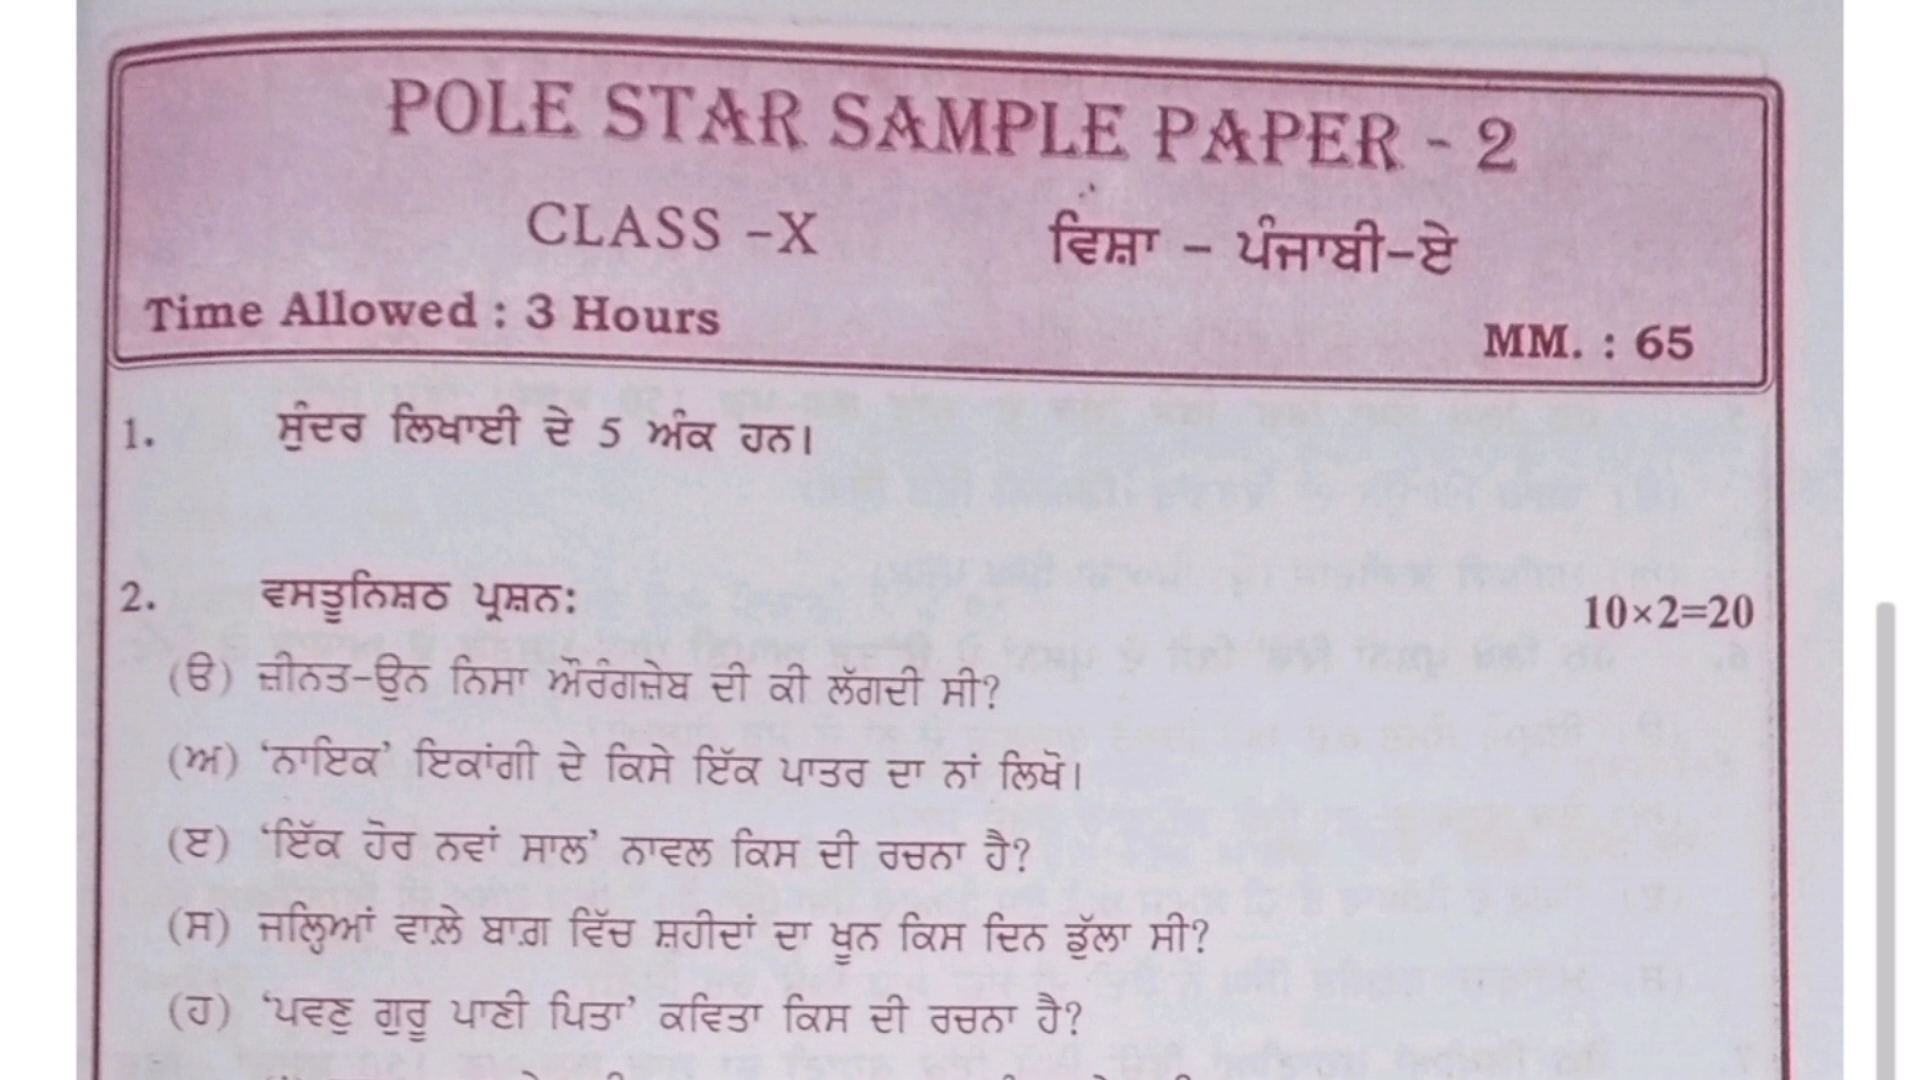 POLE STAR SAMPLE PAPER - 2
CLASS -X ਵਿਸ਼ਾ - ਪੰਜਾਬੀ-ਏ
Time Allowed : 3 Hours MM. : 65
1. ਸੁੰਦਰ ਲਿਖਾਈ ਦੇ 5 ਅੰਕ ਹਨ।
2. ਵਸਤੂਨਿਸ਼ਠ ਪ੍ਰਸ਼ਨ: 10×2=20
(ੳ) ਜ਼ੀਨਤ-ਉਨ ਨਿਸਾ ਔਰੰਗਜ਼ੇਬ ਦੀ ਕੀ ਲੱਗਦੀ ਸੀ?
(ਅ) ‘ਨਾਇਕ’ ਇਕਾਂਗੀ ਦੇ ਕਿਸੇ ਇੱਕ ਪਾਤਰ ਦਾ ਨਾਂ ਲਿਖੋ।
(ੲ) ‘ਇੱਕ ਹੋਰ ਨਵਾਂ ਸਾਲ’ ਨਾਵਲ ਕਿਸ ਦੀ ਰਚਨਾ ਹੈ?
(ਸ) ਜਲ੍ਹਿਆਂ ਵਾਲ਼ੇ ਬਾਗ਼ ਵਿੱਚ ਸ਼ਹੀਦਾਂ ਦਾ ਖ਼ੂਨ ਕਿਸ ਦਿਨ ਡੁੱਲਾ ਸੀ?
(ਹ) ‘ਪਵਣੁ ਗੁਰੂ ਪਾਣੀ ਪਿਤਾ’ ਕਵਿਤਾ ਕਿਸ ਦੀ ਰਚਨਾ ਹੈ?